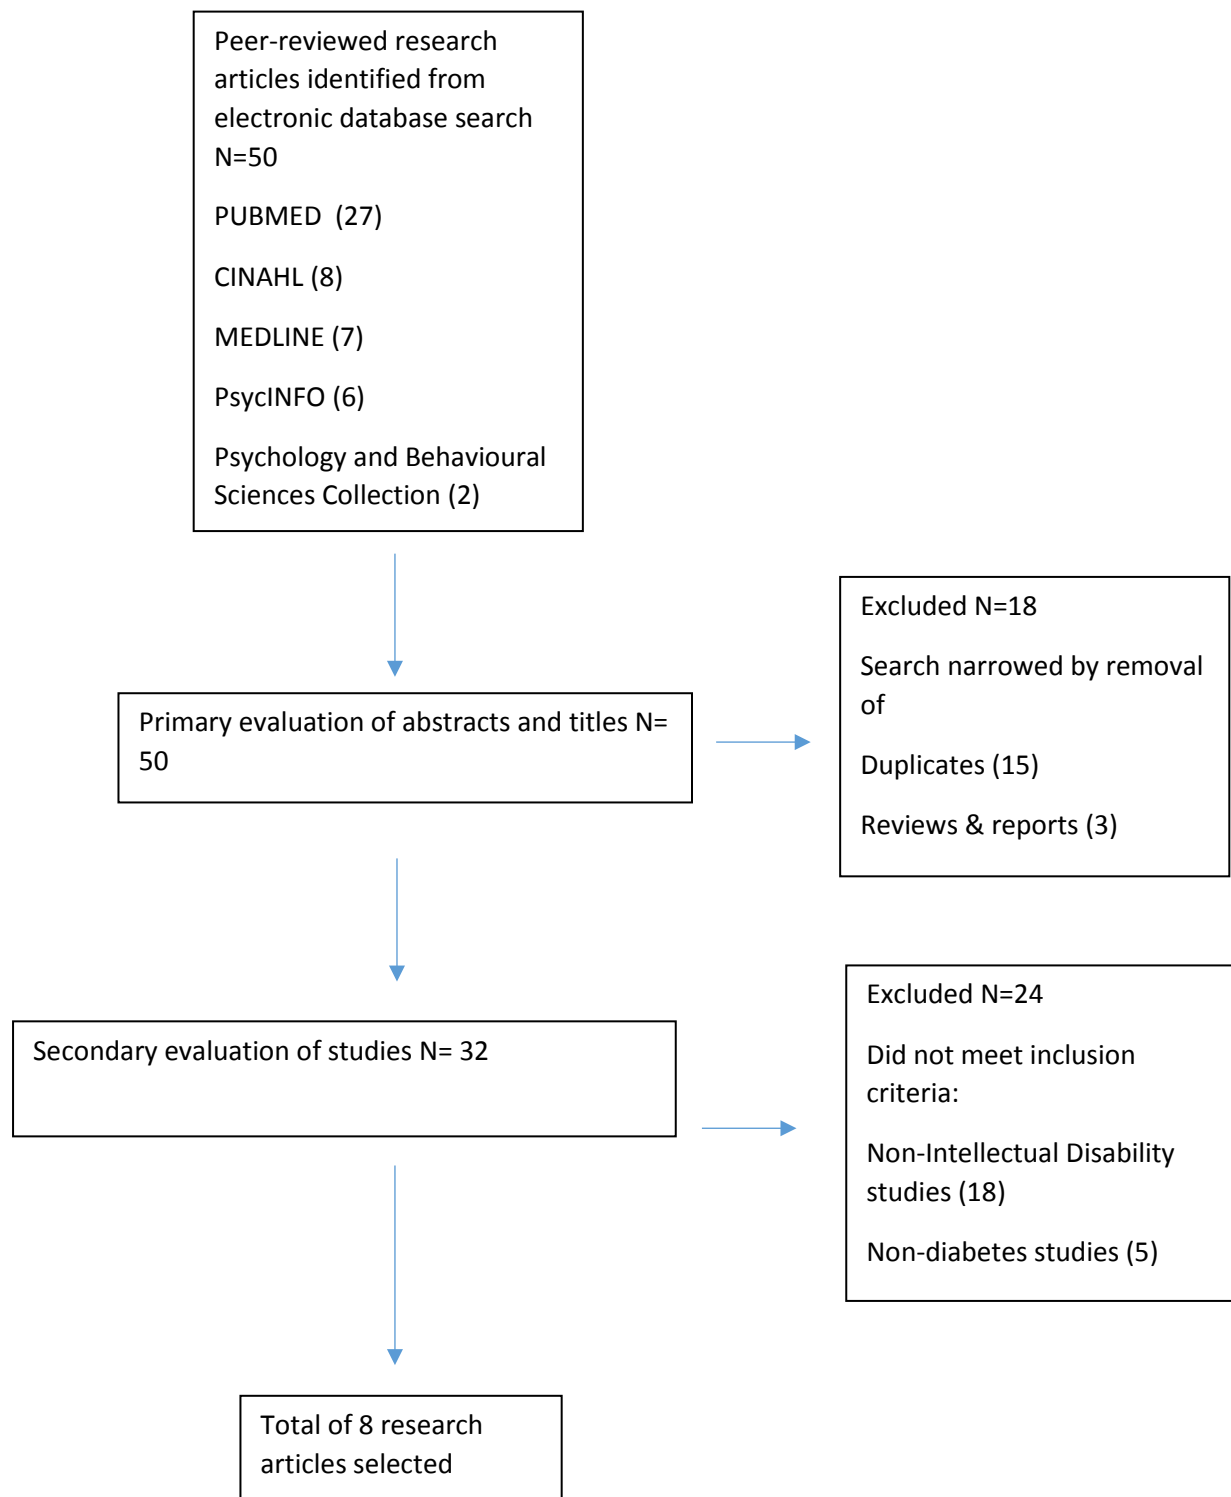 Peer-reviewed research
articles identified from
electronic database search
N=50
PUBMED  (27)
CINAHL (8)
MEDLINE (7)
PsycINFO (6)
Psychology and Behavioural
Sciences Collection (2)
Excluded N=18
Search narrowed by removal
of
Duplicates (15)
Reviews & reports (3)
Primary evaluation of abstracts and titles N=
50
Excluded N=24
Did not meet inclusion
criteria:
Non-Intellectual Disability
studies (18)
Non-diabetes studies (5)
Secondary evaluation of studies N= 32
Total of 8 research
articles selected